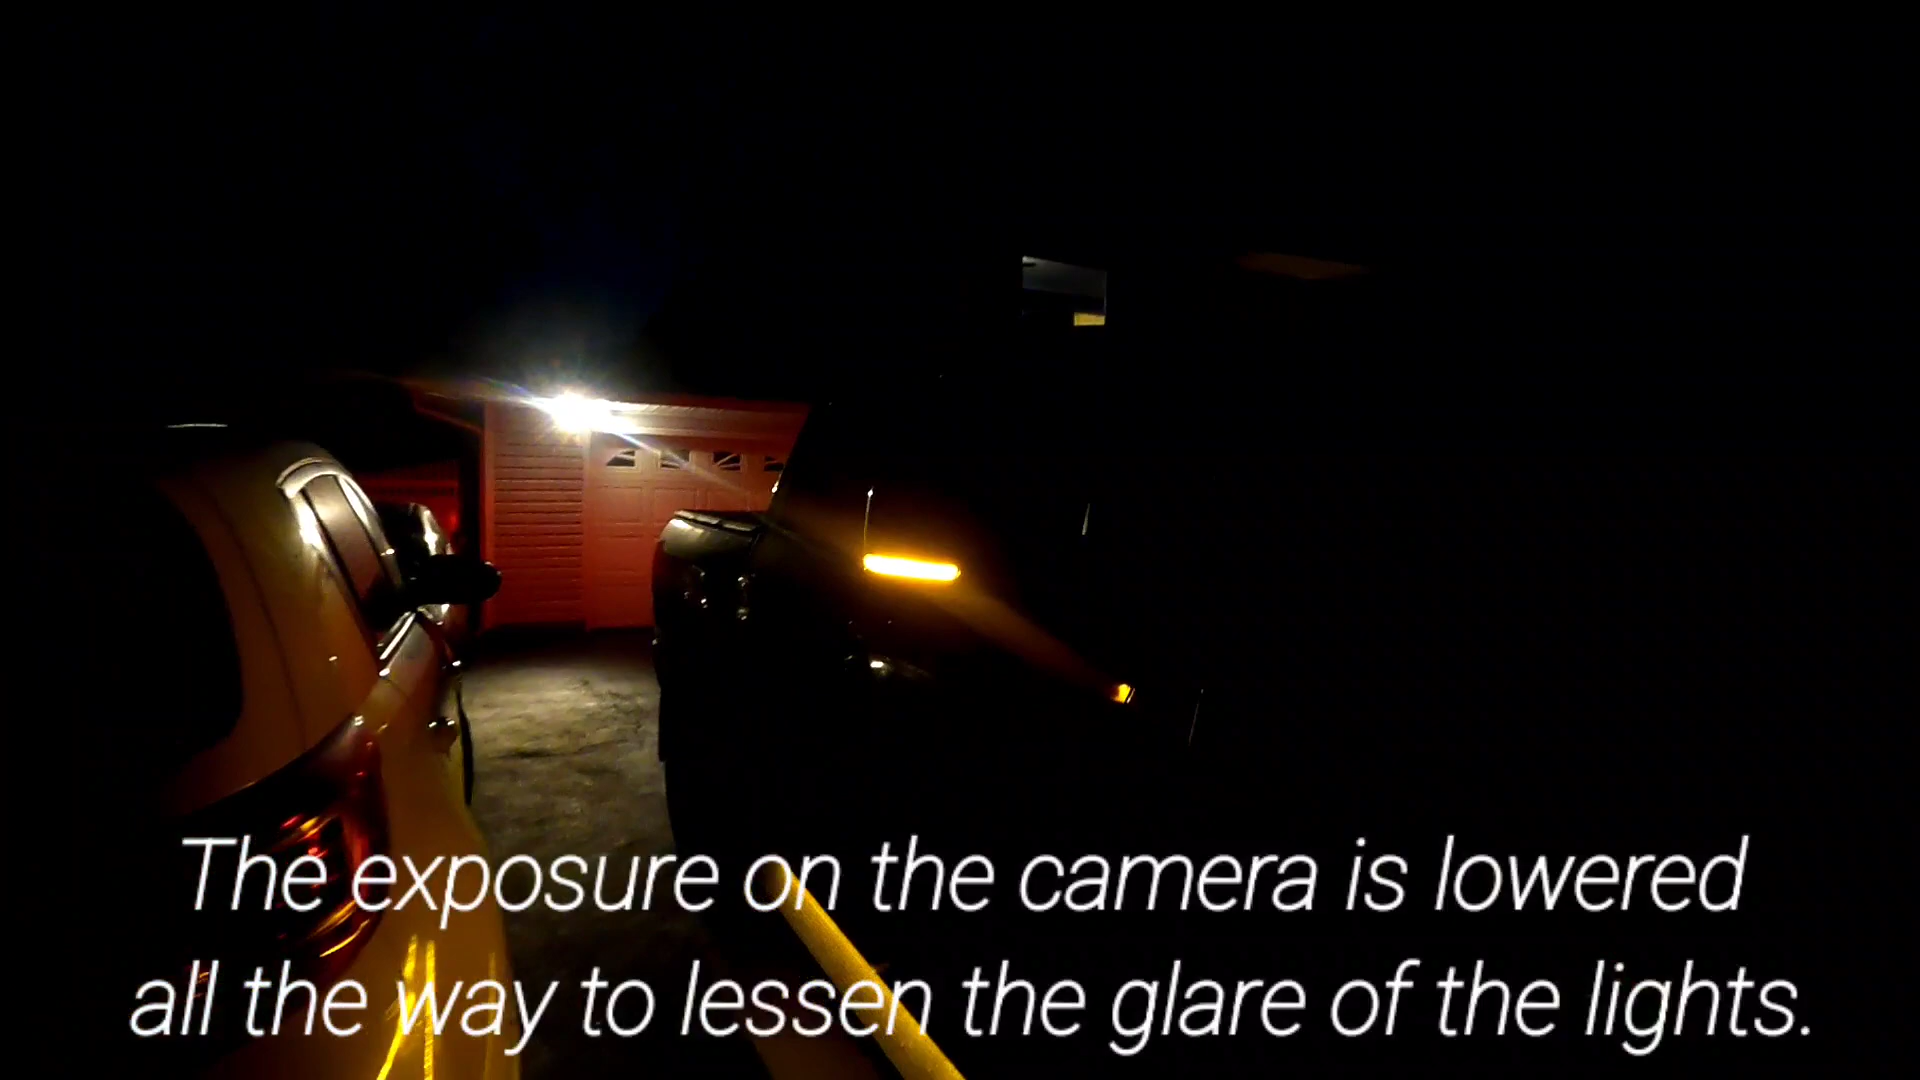 The exposure on the camera is lowered
all the way to lessen the glare of the lights.